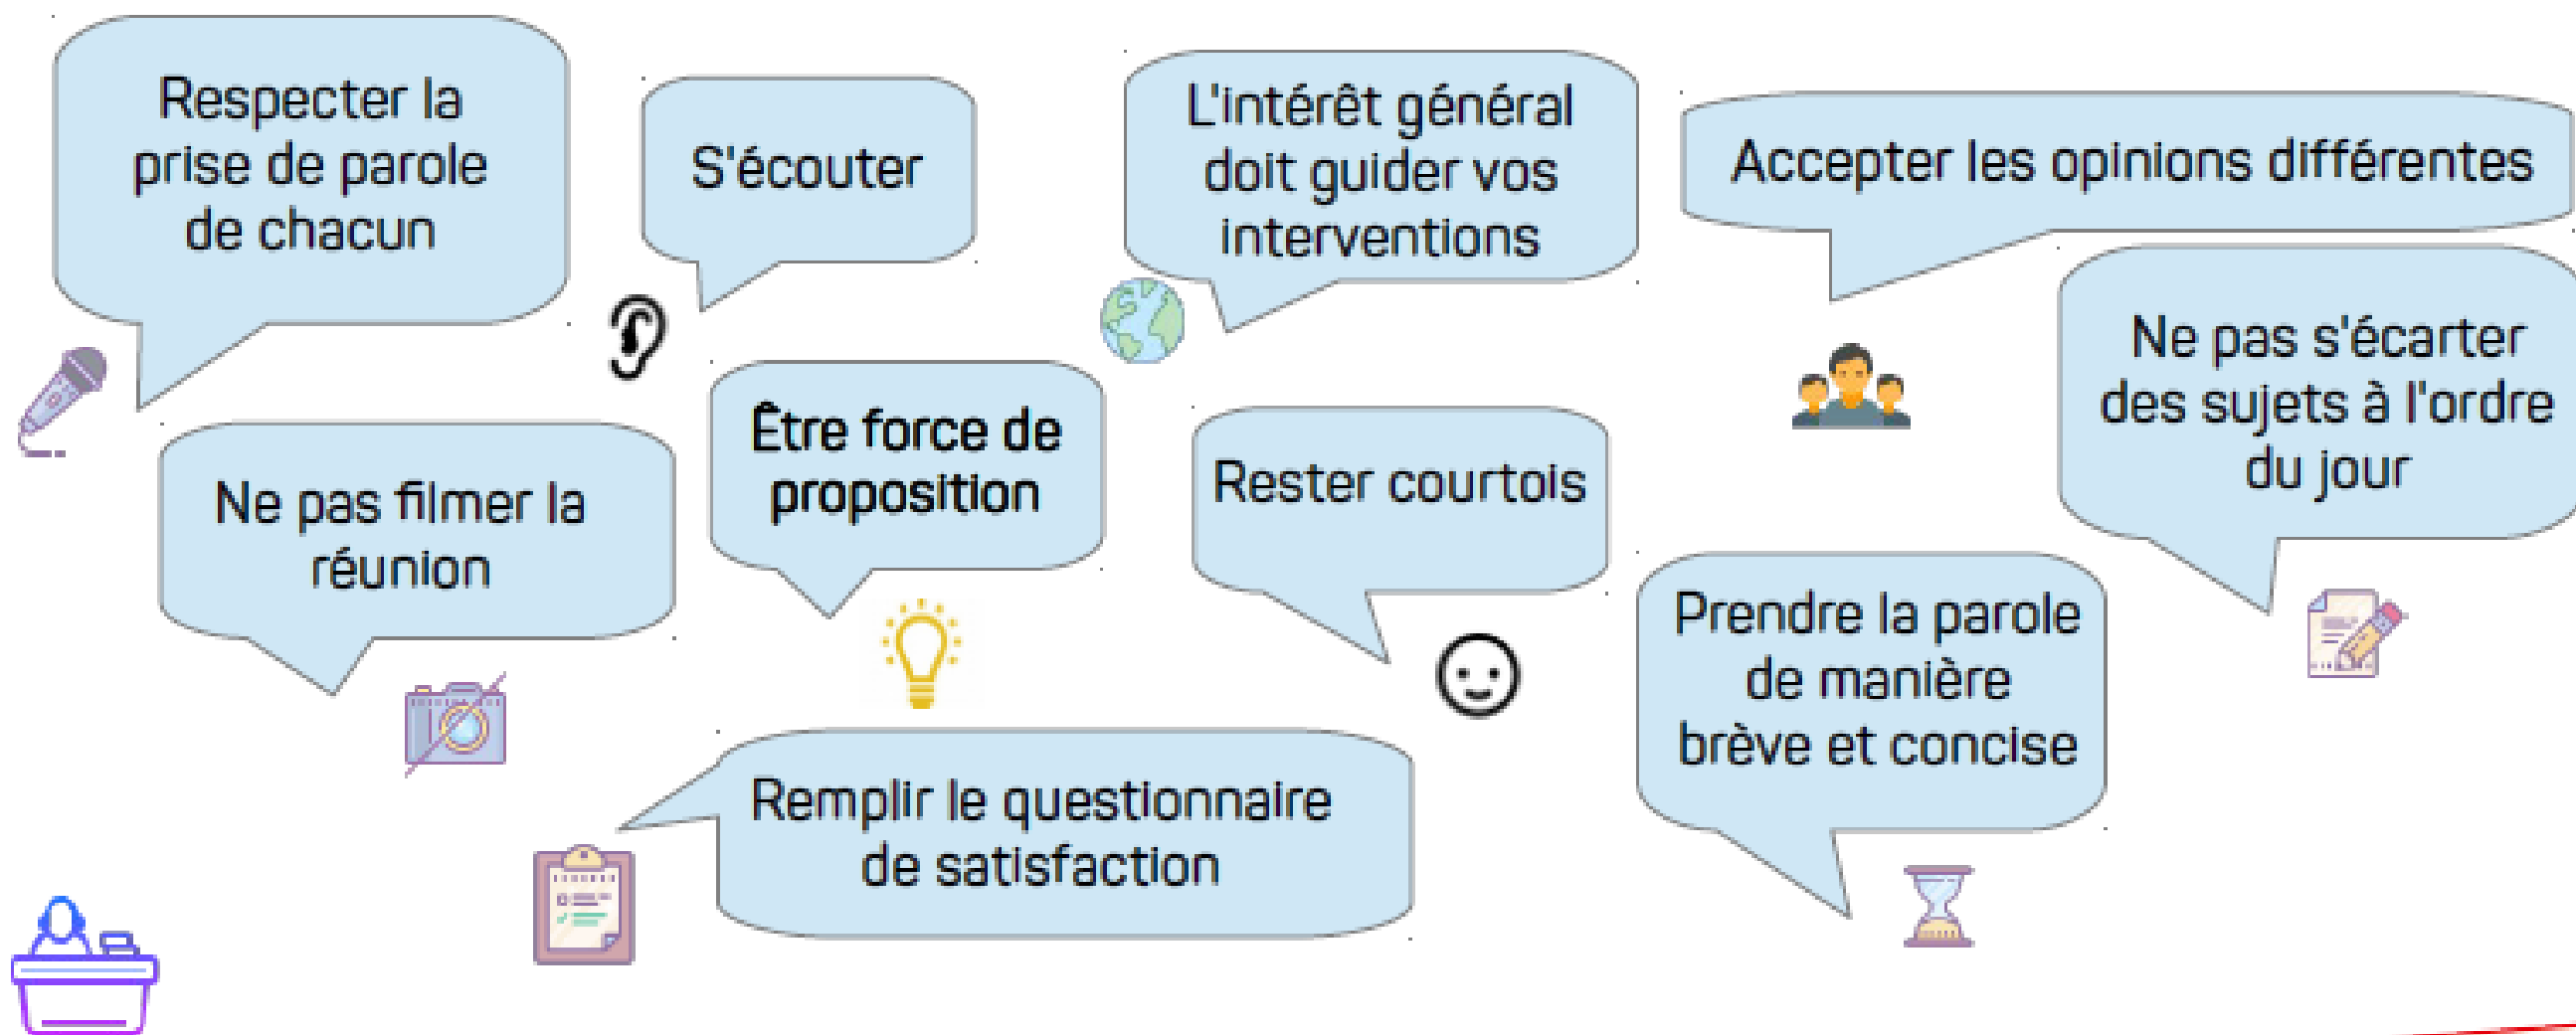 Respecter la
prise de parole
de chacun
S'écouter
L'intérêt général
doit guider vos
interventions
Accepter les opinions différentes
Ne pas s'écarter
des sujets à l'ordre
du jour
Ne pas filmer la
réunion
Être force de
proposition
Rester courtois
Prendre la parole
de manière
brève et concise
Remplir le questionnaire
de satisfaction